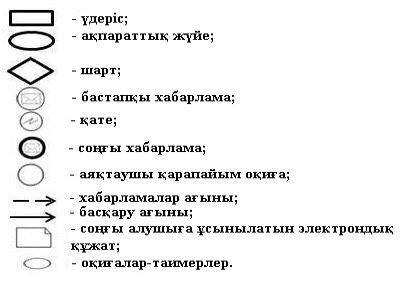 - үдеріс;
- ақпараттық жүйе;
- шарт;
- бастапқы хабарлама;
- қате;
- соңғы хабарлама;
- аяқтаушы қарапайым оқиға;
- хабарламалар ағыны;
- басқару ағыны;
- соңғы алушыға ұсынылатын электрондық
құжат;
- оқиғалар-таимерлер.